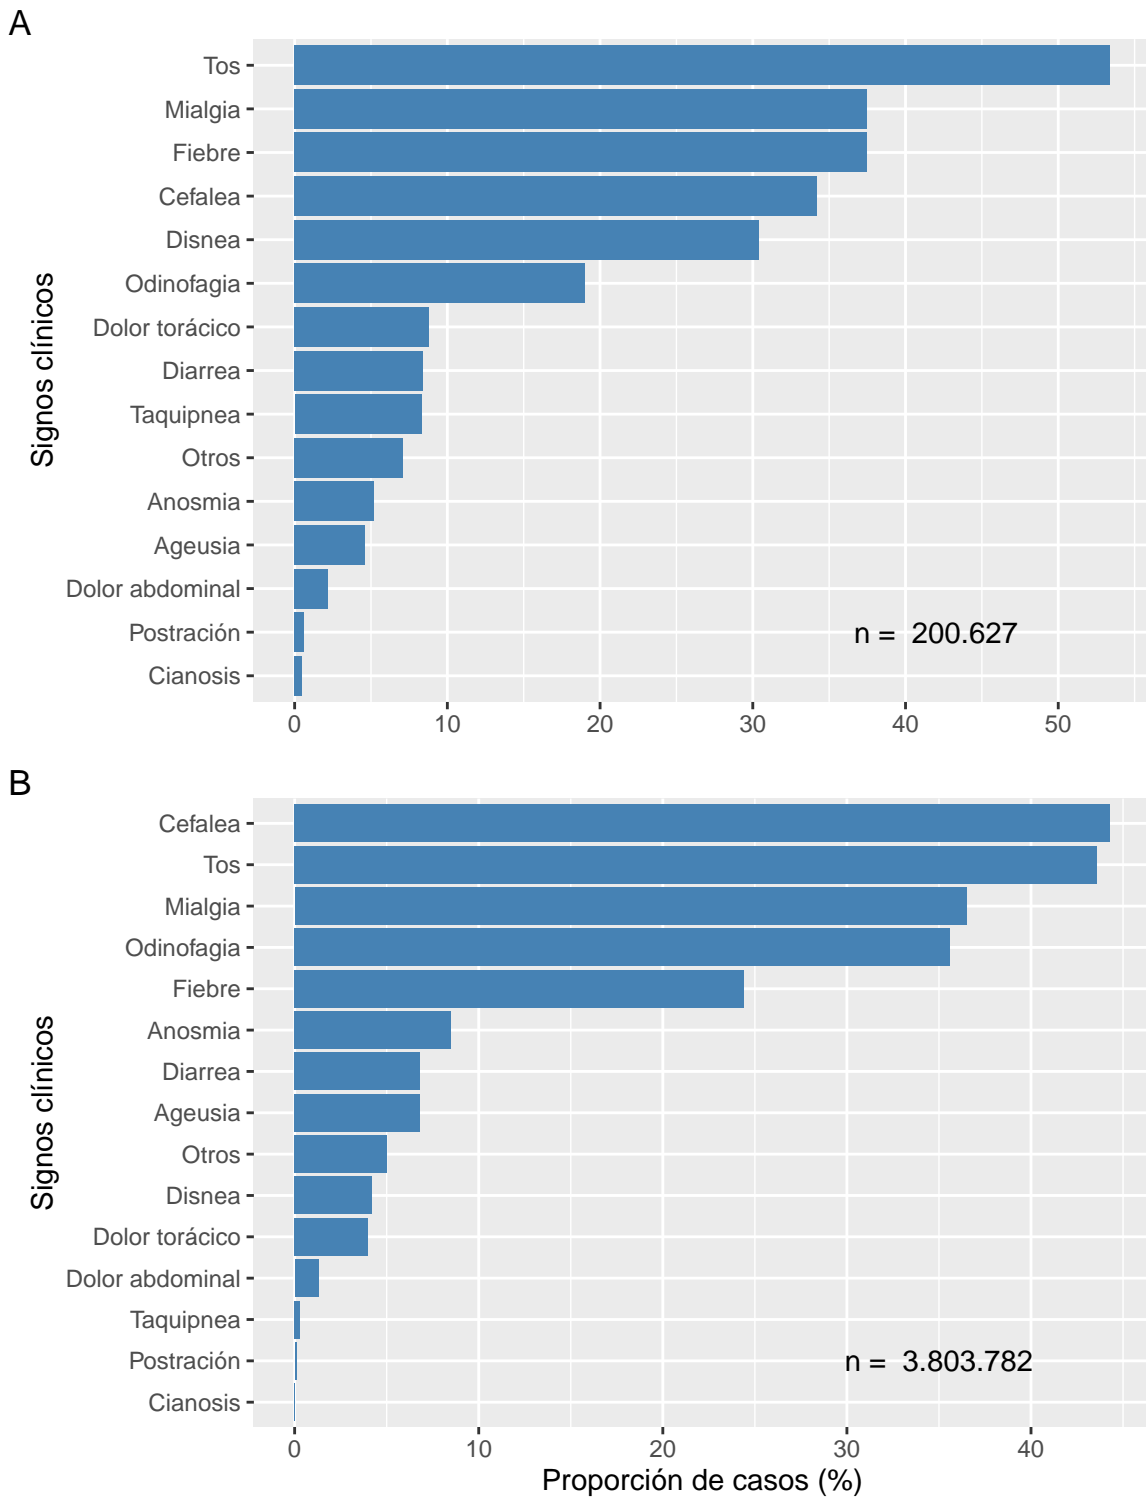 A
Signos clínicos
Tos
Mialgia
Fiebre
Cefalea
Disnea
Odinofagia
Dolor torácico
Diarrea
Taquipnea
Otros
Anosmia
Ageusia
Dolor abdominal
Postración
Cianosis
n = 200.627
0 10 20 30 40 50
B
Signos clínicos
Cefalea
Tos
Mialgia
Odinofagia
Fiebre
Anosmia
Diarrea
Ageusia
Otros
Disnea
Dolor torácico
Dolor abdominal
Taquipnea
Postración
Cianosis
n = 3.803.782
0 10 20 30 40
Proporción de casos (%)